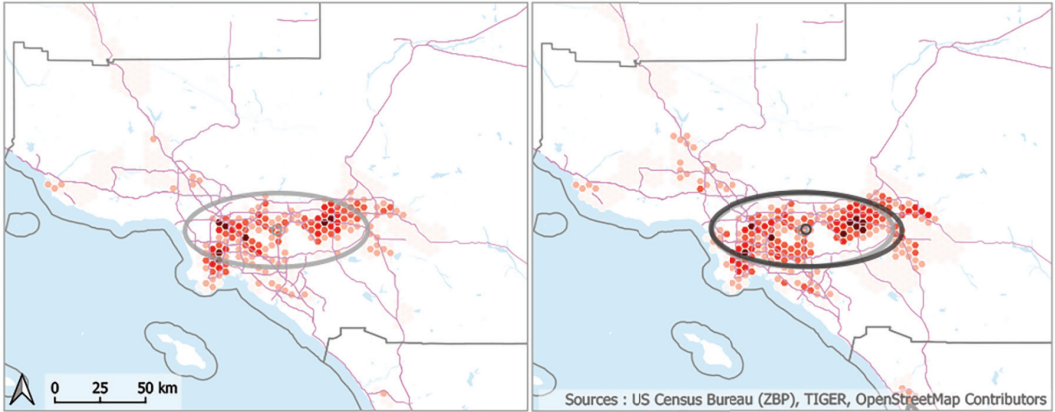 0 25 50 km
Sources : US Census Bureau (ZBP), TIGER, OpenStreetMap Contributors